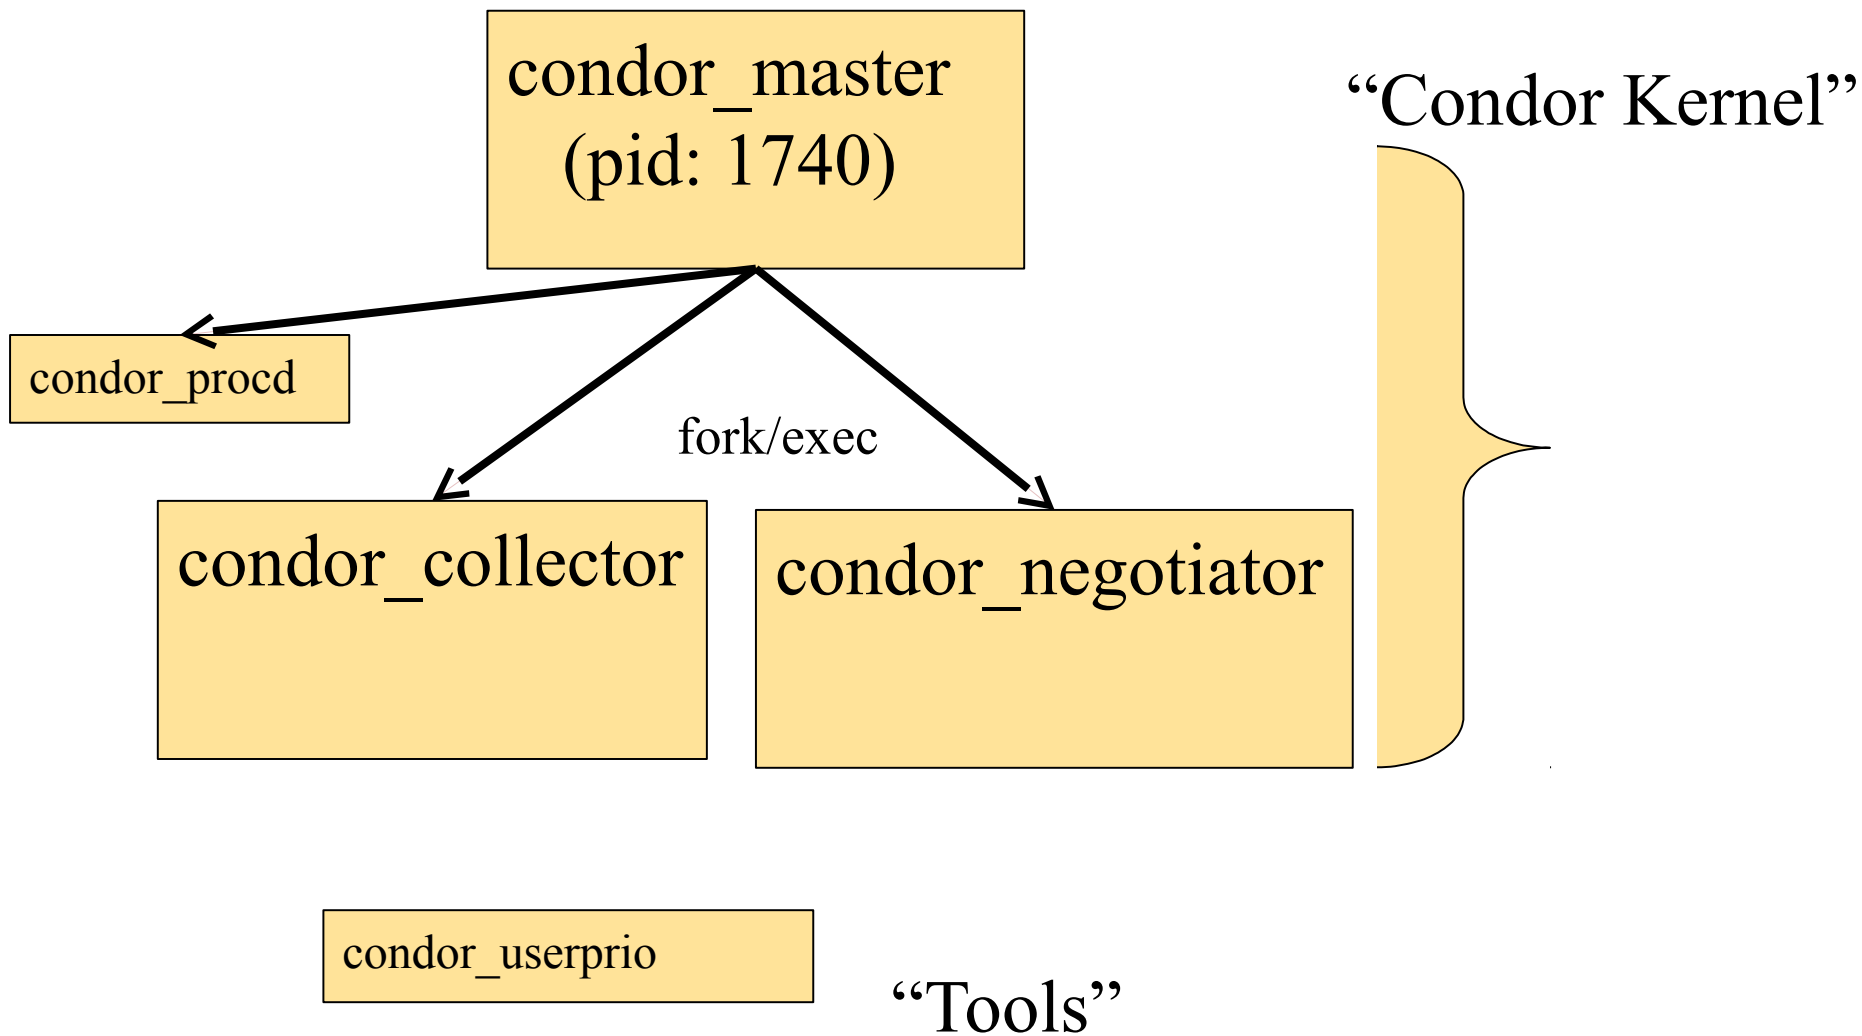 condor_master
(pid: 1740)
“Condor Kernel”
condor_procd
fork/exec
condor_collector
condor_negotiator
condor_userprio
“Tools”